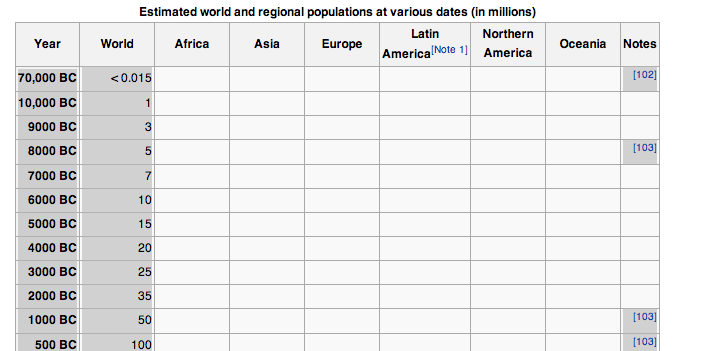 Estimated world and regional populations at various dates (in millions)
Year World Africa Asia Europe Latin America[Note 1] Northern America Oceania Notes
70,000 BC <0.015 [102]
10,000 BC 1
9000 BC 3
8000 BC 5 [103]
7000 BC 7
6000 BC 10
5000 BC 15
4000 BC 20
3000 BC 25
2000 BC 35
1000 BC 50 [103]
500 BC 100 [103]